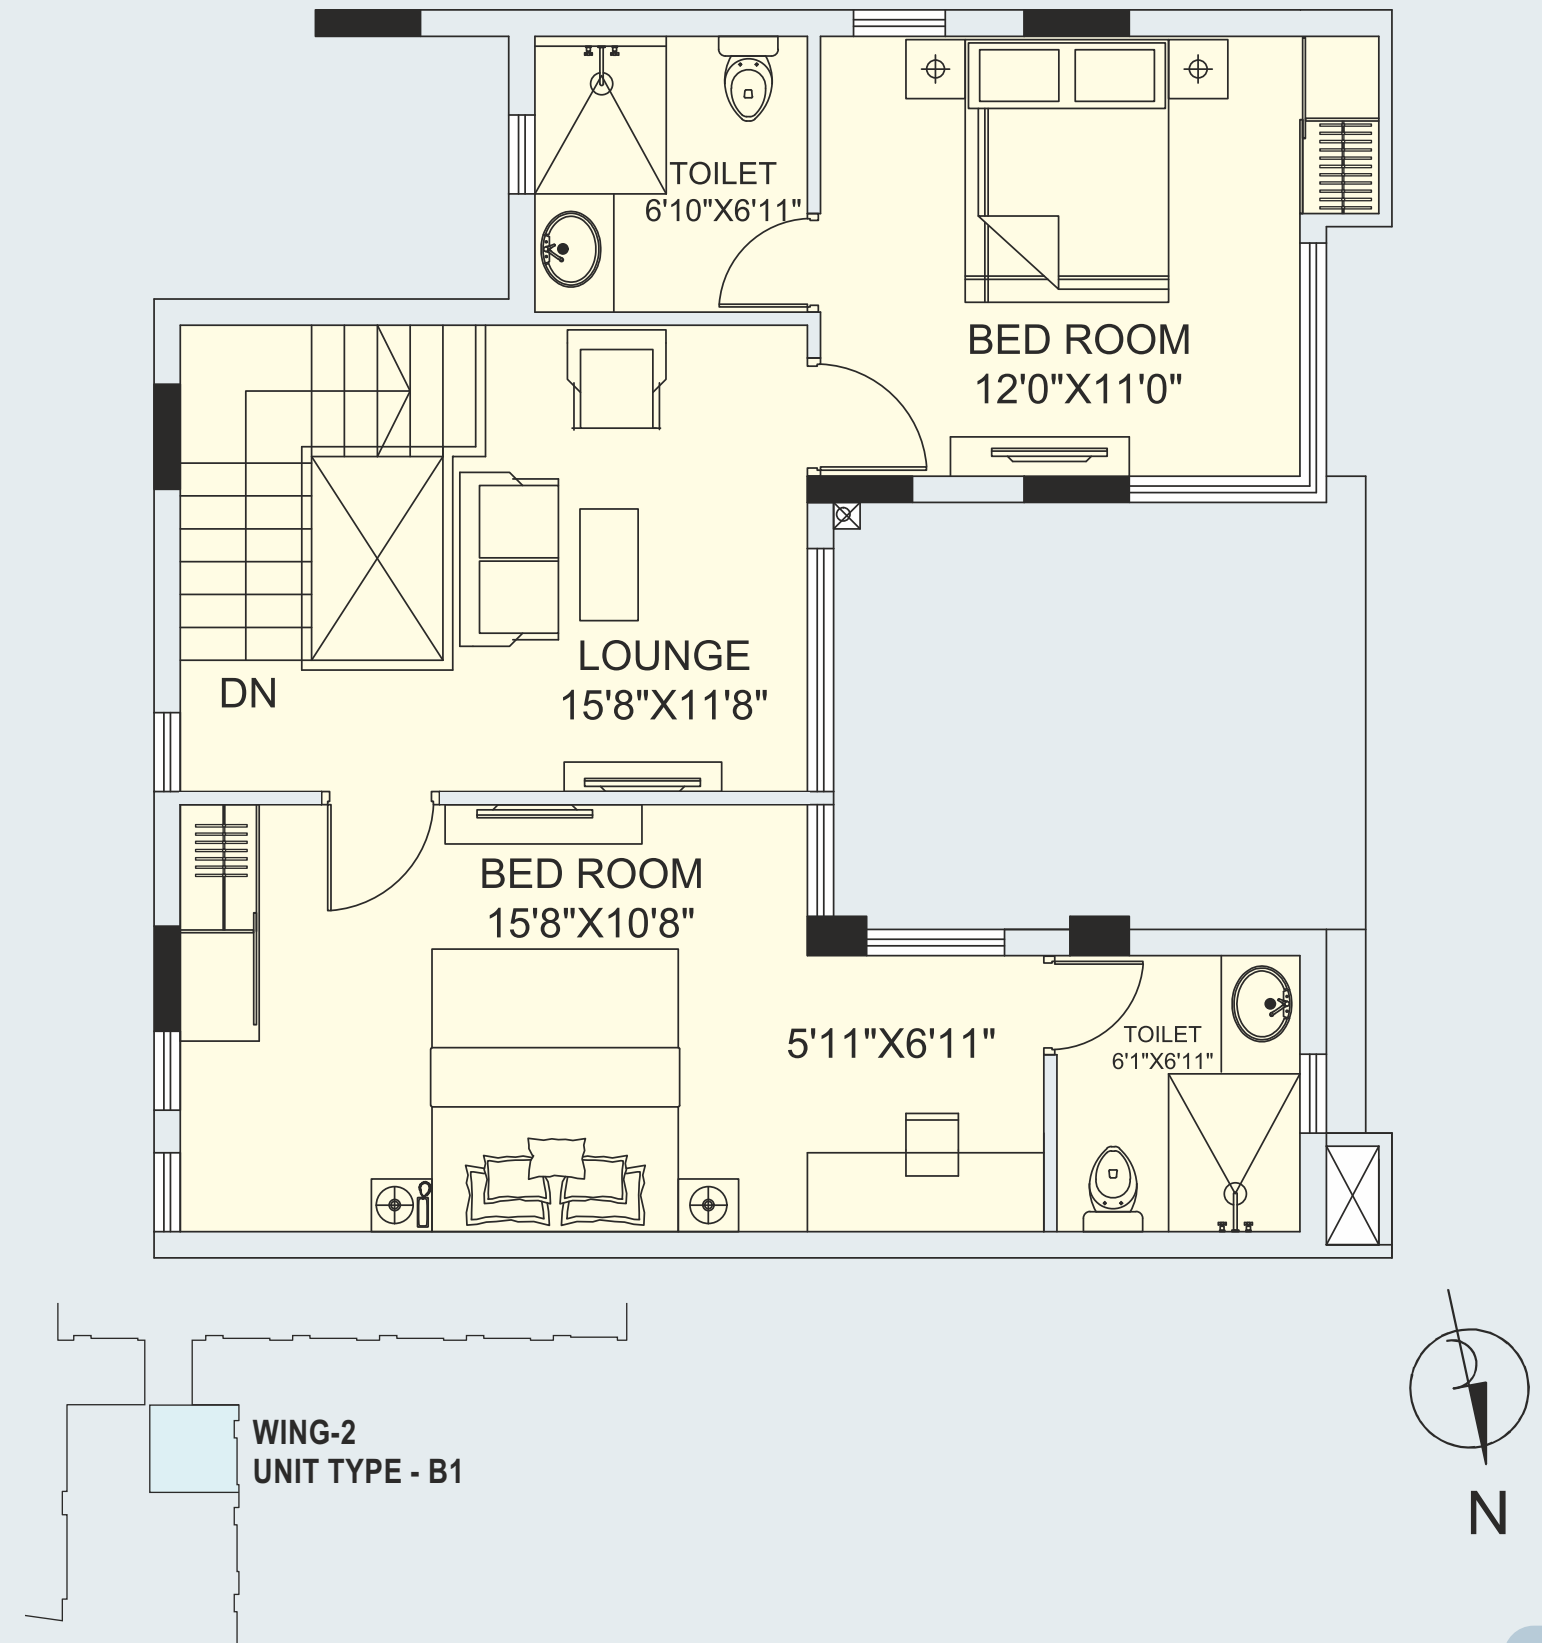 TOILET
6'10"X6'11"
BED ROOM
12'0"X11'0"
LOUNGE
15'8"X11'8"
DN
BED ROOM
15'8"X10'8"
5'11"X6'11"
TOILET
6'1"X6'11"
WING-2
UNIT TYPE - B1
N